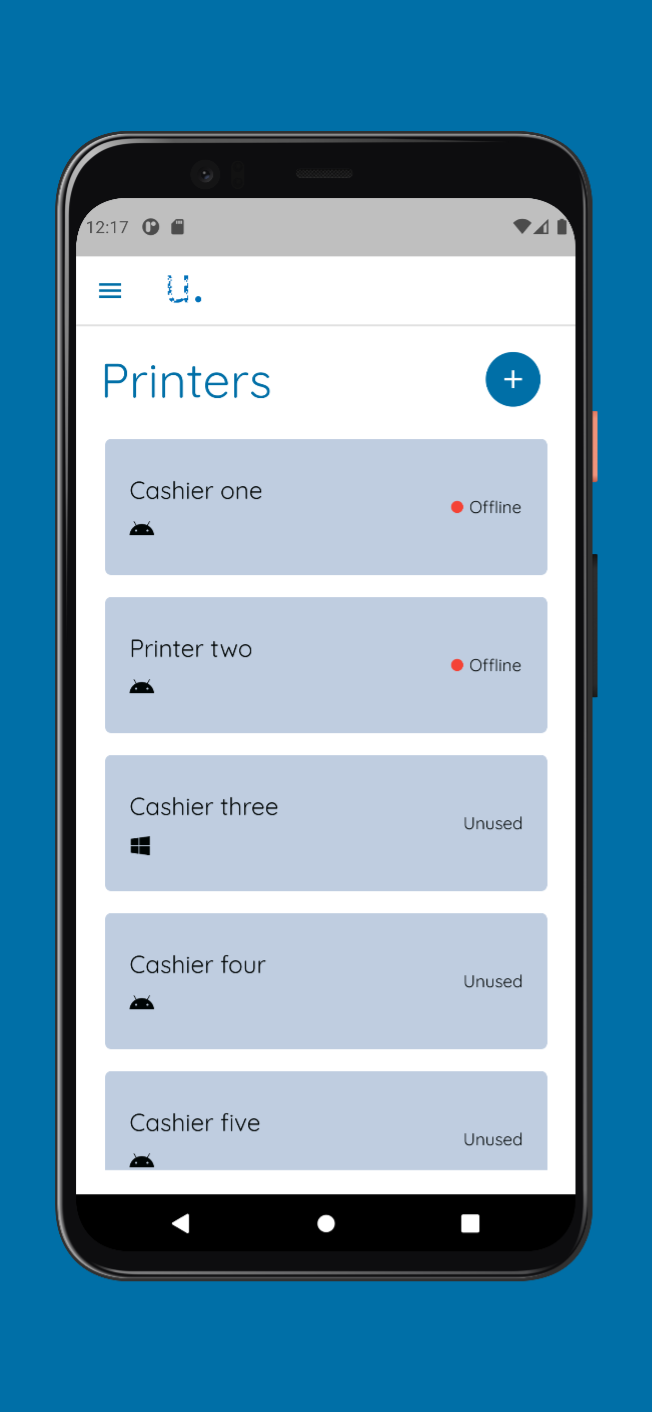 12:17
u.
Printers
+
Cashier one
Offline
Printer two
Offline
Cashier three
Unused
Cashier four
Unused
Cashier five
Unused